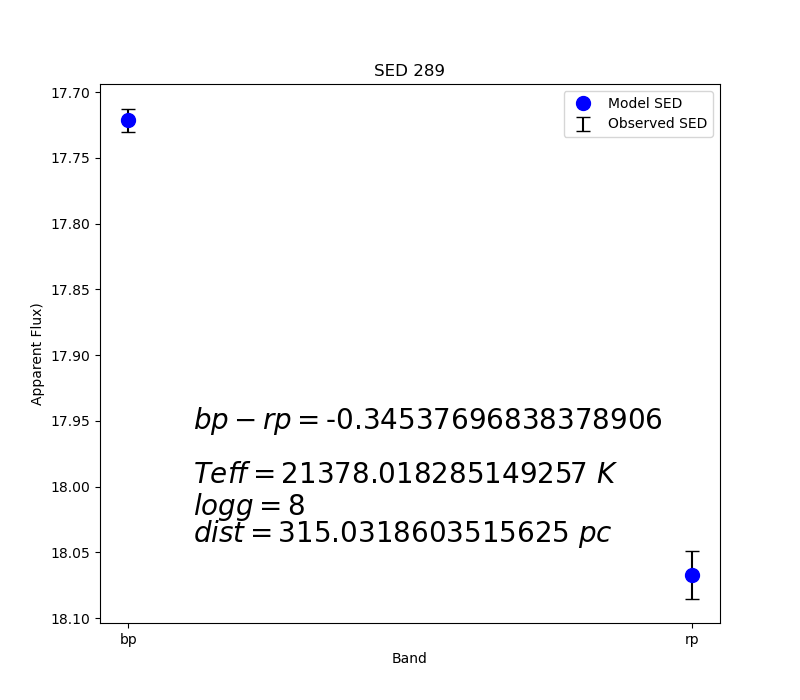 SED 289
Model SED
Observed SED
17.70
17.75
17.80
17.85
17.90
17.95
18.00
18.05
18.10
Apparent Flux)
bp − rp = -0.34537696838378906
Teff = 21378.018285149257 K
logg = 8
dist = 315.0318603515625 pc
bp
rp
Band